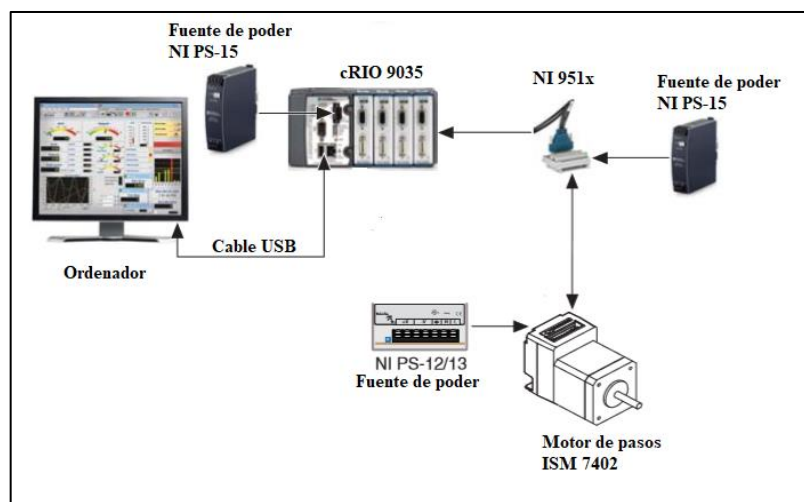 Fuente de poder
NI PS-15
cRIO 9035
NI 951x
Fuente de poder
NI PS-15
Cable USB
Ordenador
NI PS-12/13
Fuente de poder
Motor de pasos
ISM 7402